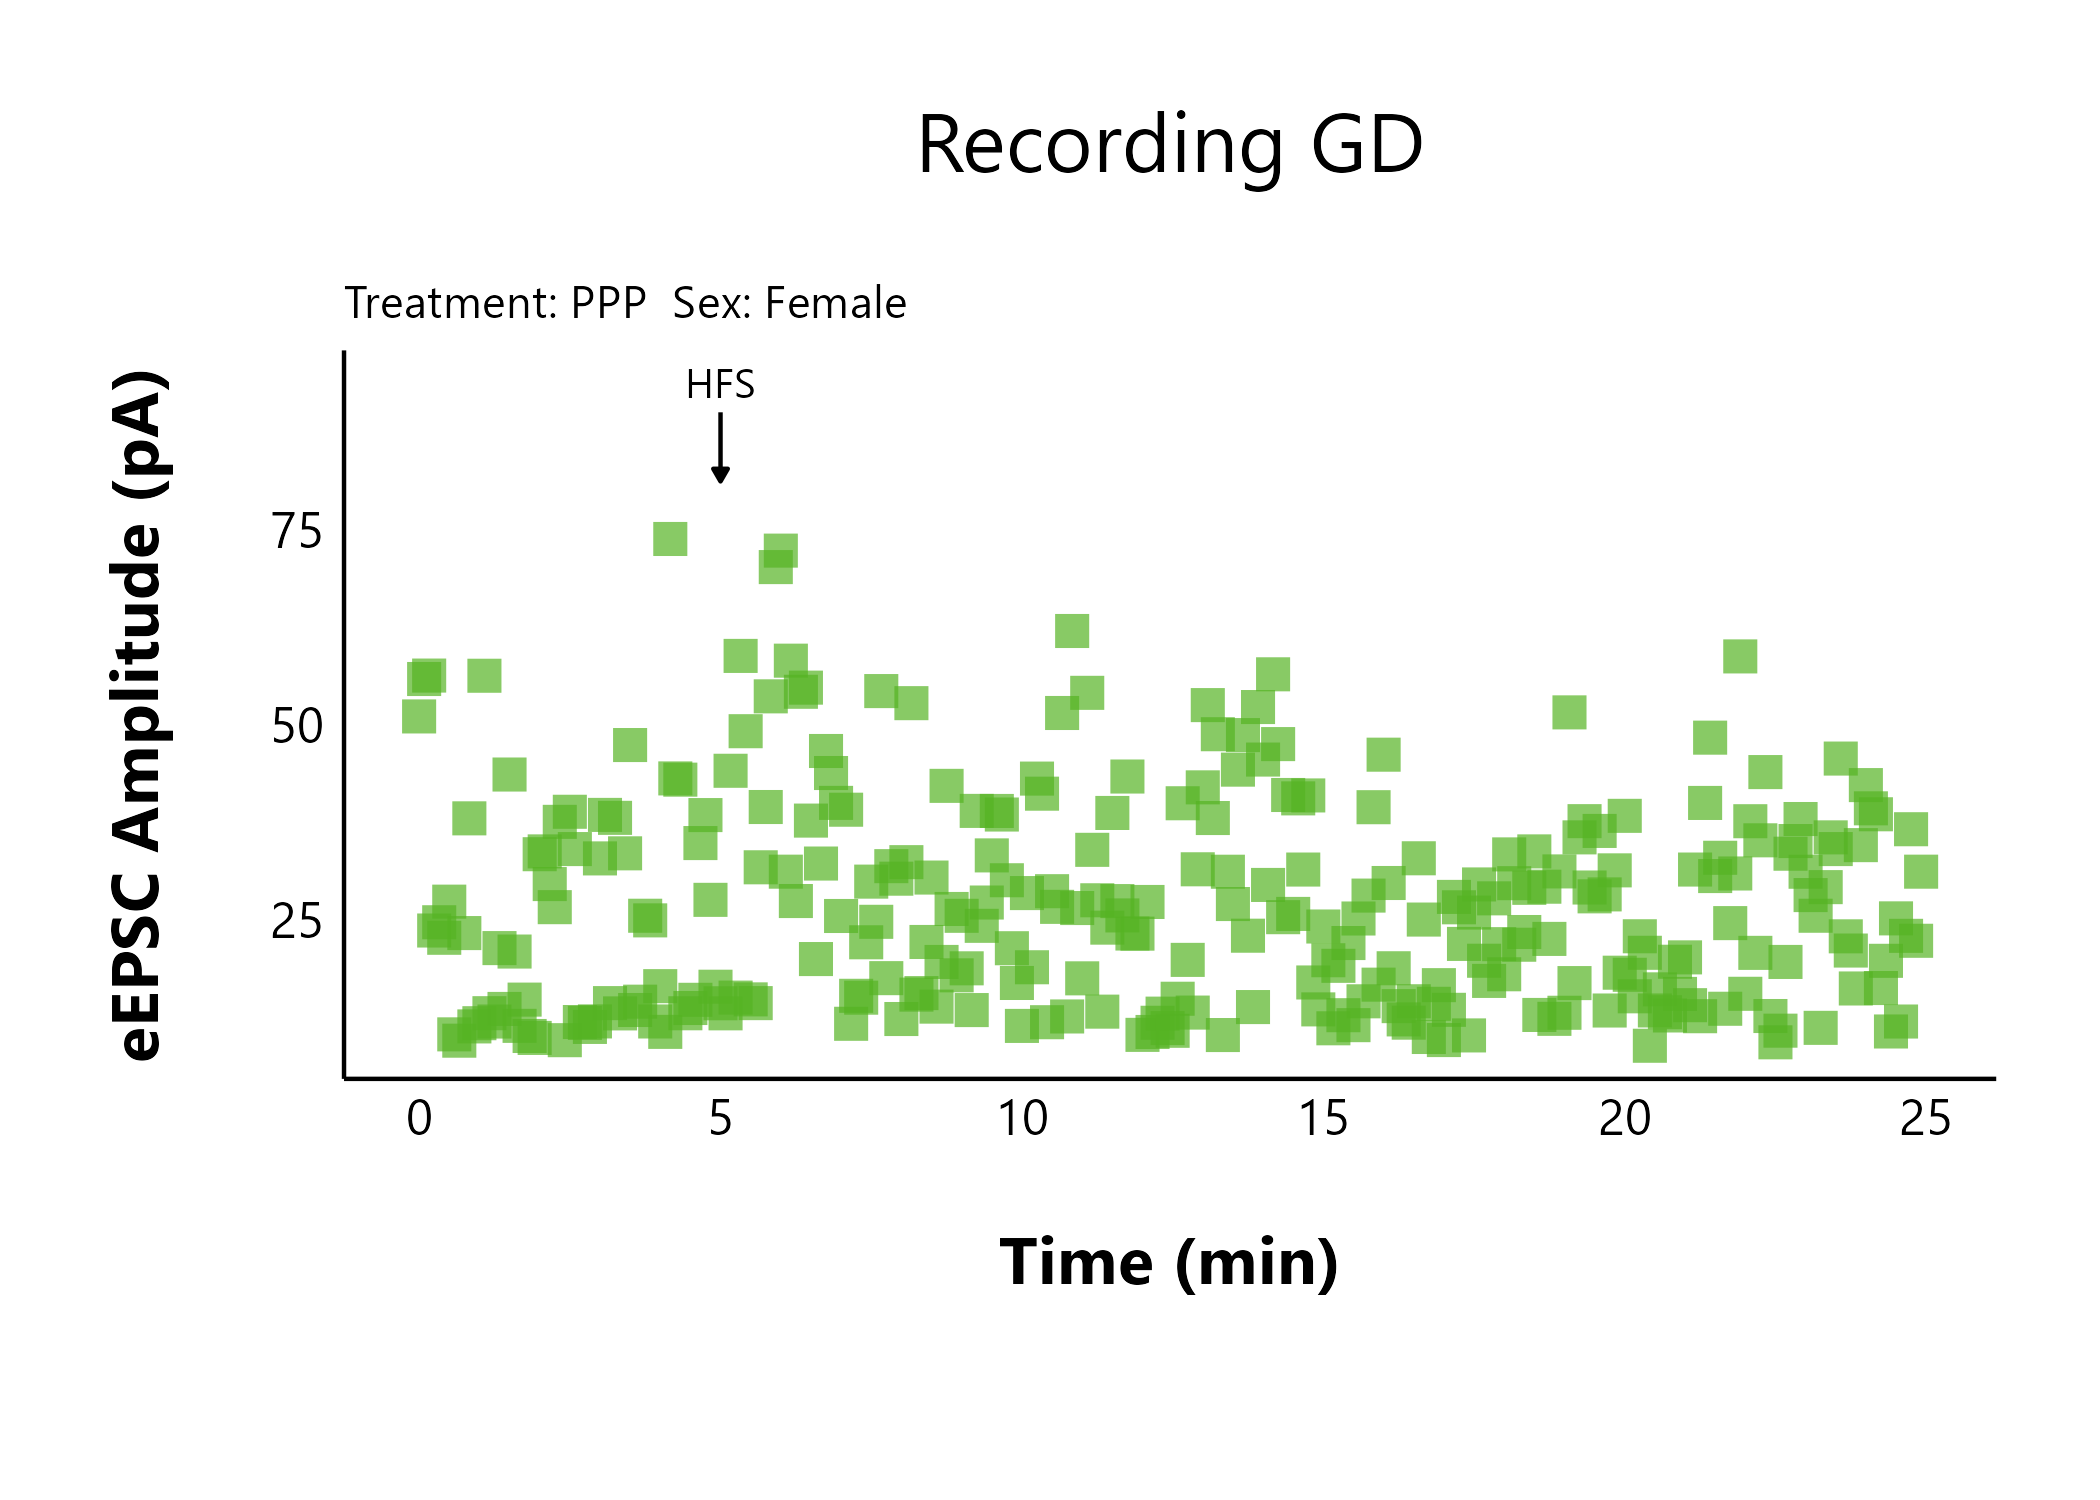 Recording GD
Treatment: PPP  Sex: Female
HFS
eEPSC Amplitude (pA)
75
50
25
0 5 10 15 20 25
Time (min)